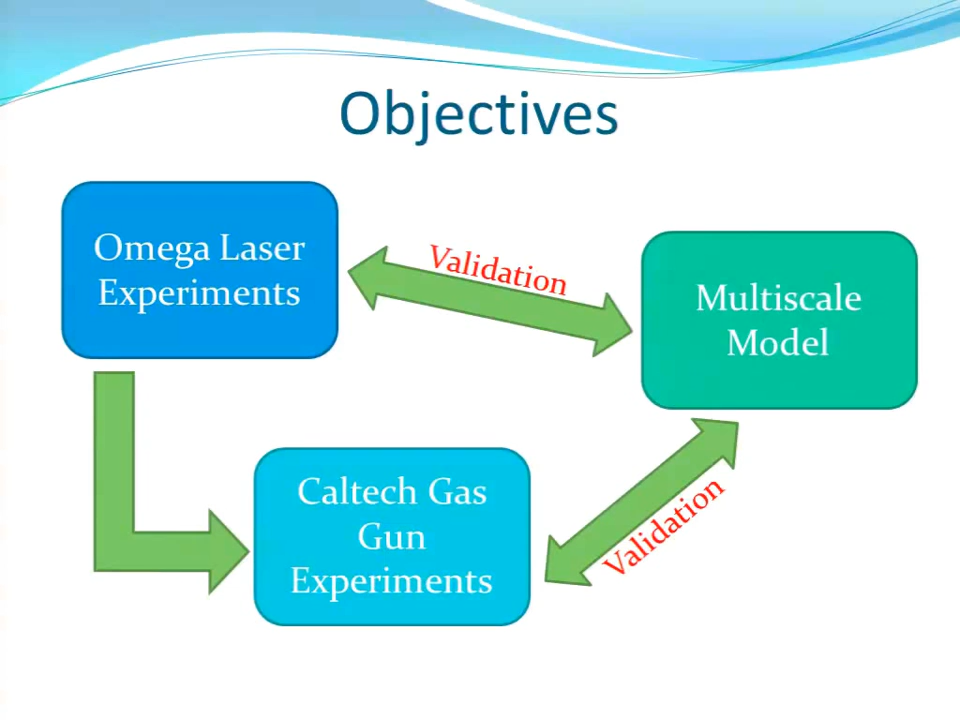 Objectives
Omega Laser
Experiments
Validation
Multiscale
Model
Caltech Gas
Gun
Experiments
Validation